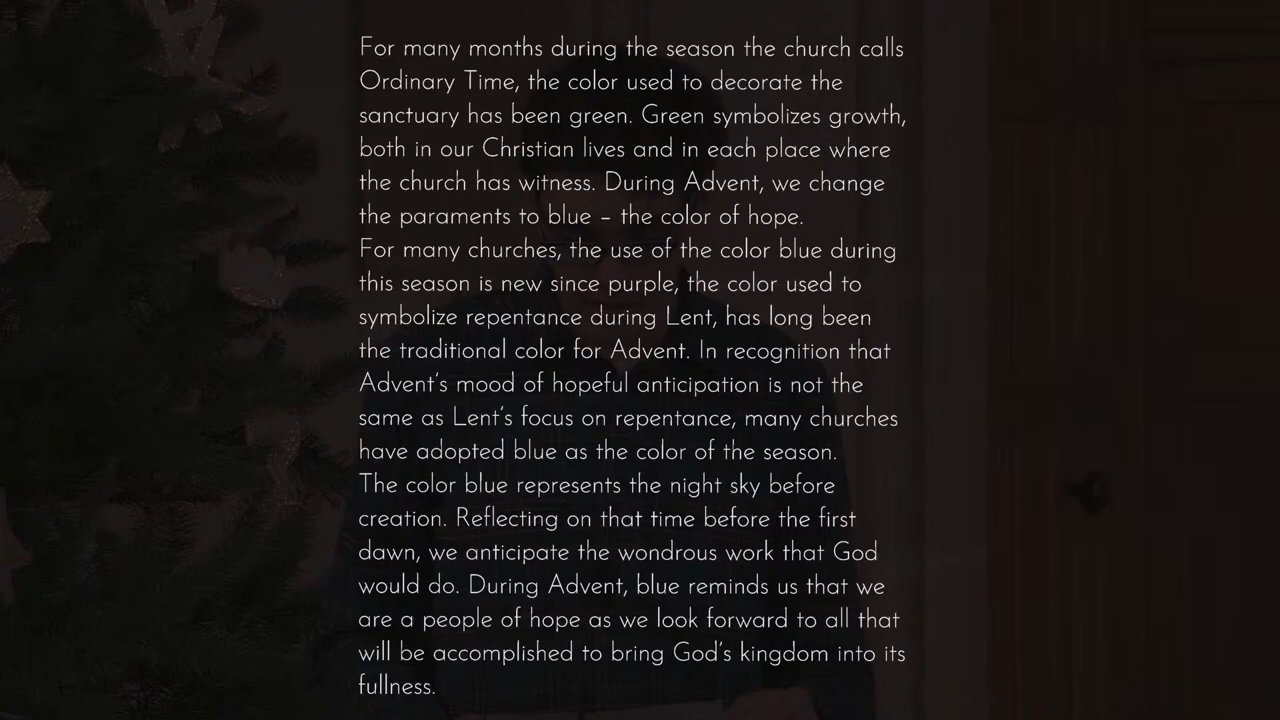 For many months during the season the church calls
Ordinary Time, the color used to decorate the
sanctuary has been green. Green symbolizes growth,
both in our Christian lives and in each place where
the church has witness. During Advent, we change
the paraments to blue – the color of hope.
For many churches, the use of the color blue during
this season is new since purple, the color used to
symbolize repentance during Lent, has long been
the traditional color for Advent. In recognition that
Advent's mood of hopeful anticipation is not the
same as Lent's focus on repentance, many churches
have adopted blue as the color of the season.
The color blue represents the night sky before
creation. Reflecting on that time before the first
dawn, we anticipate the wondrous work that God
would do. During Advent, blue reminds us that we
are a people of hope as we look forward to all that
will be accomplished to bring God's kingdom into its
fullness.